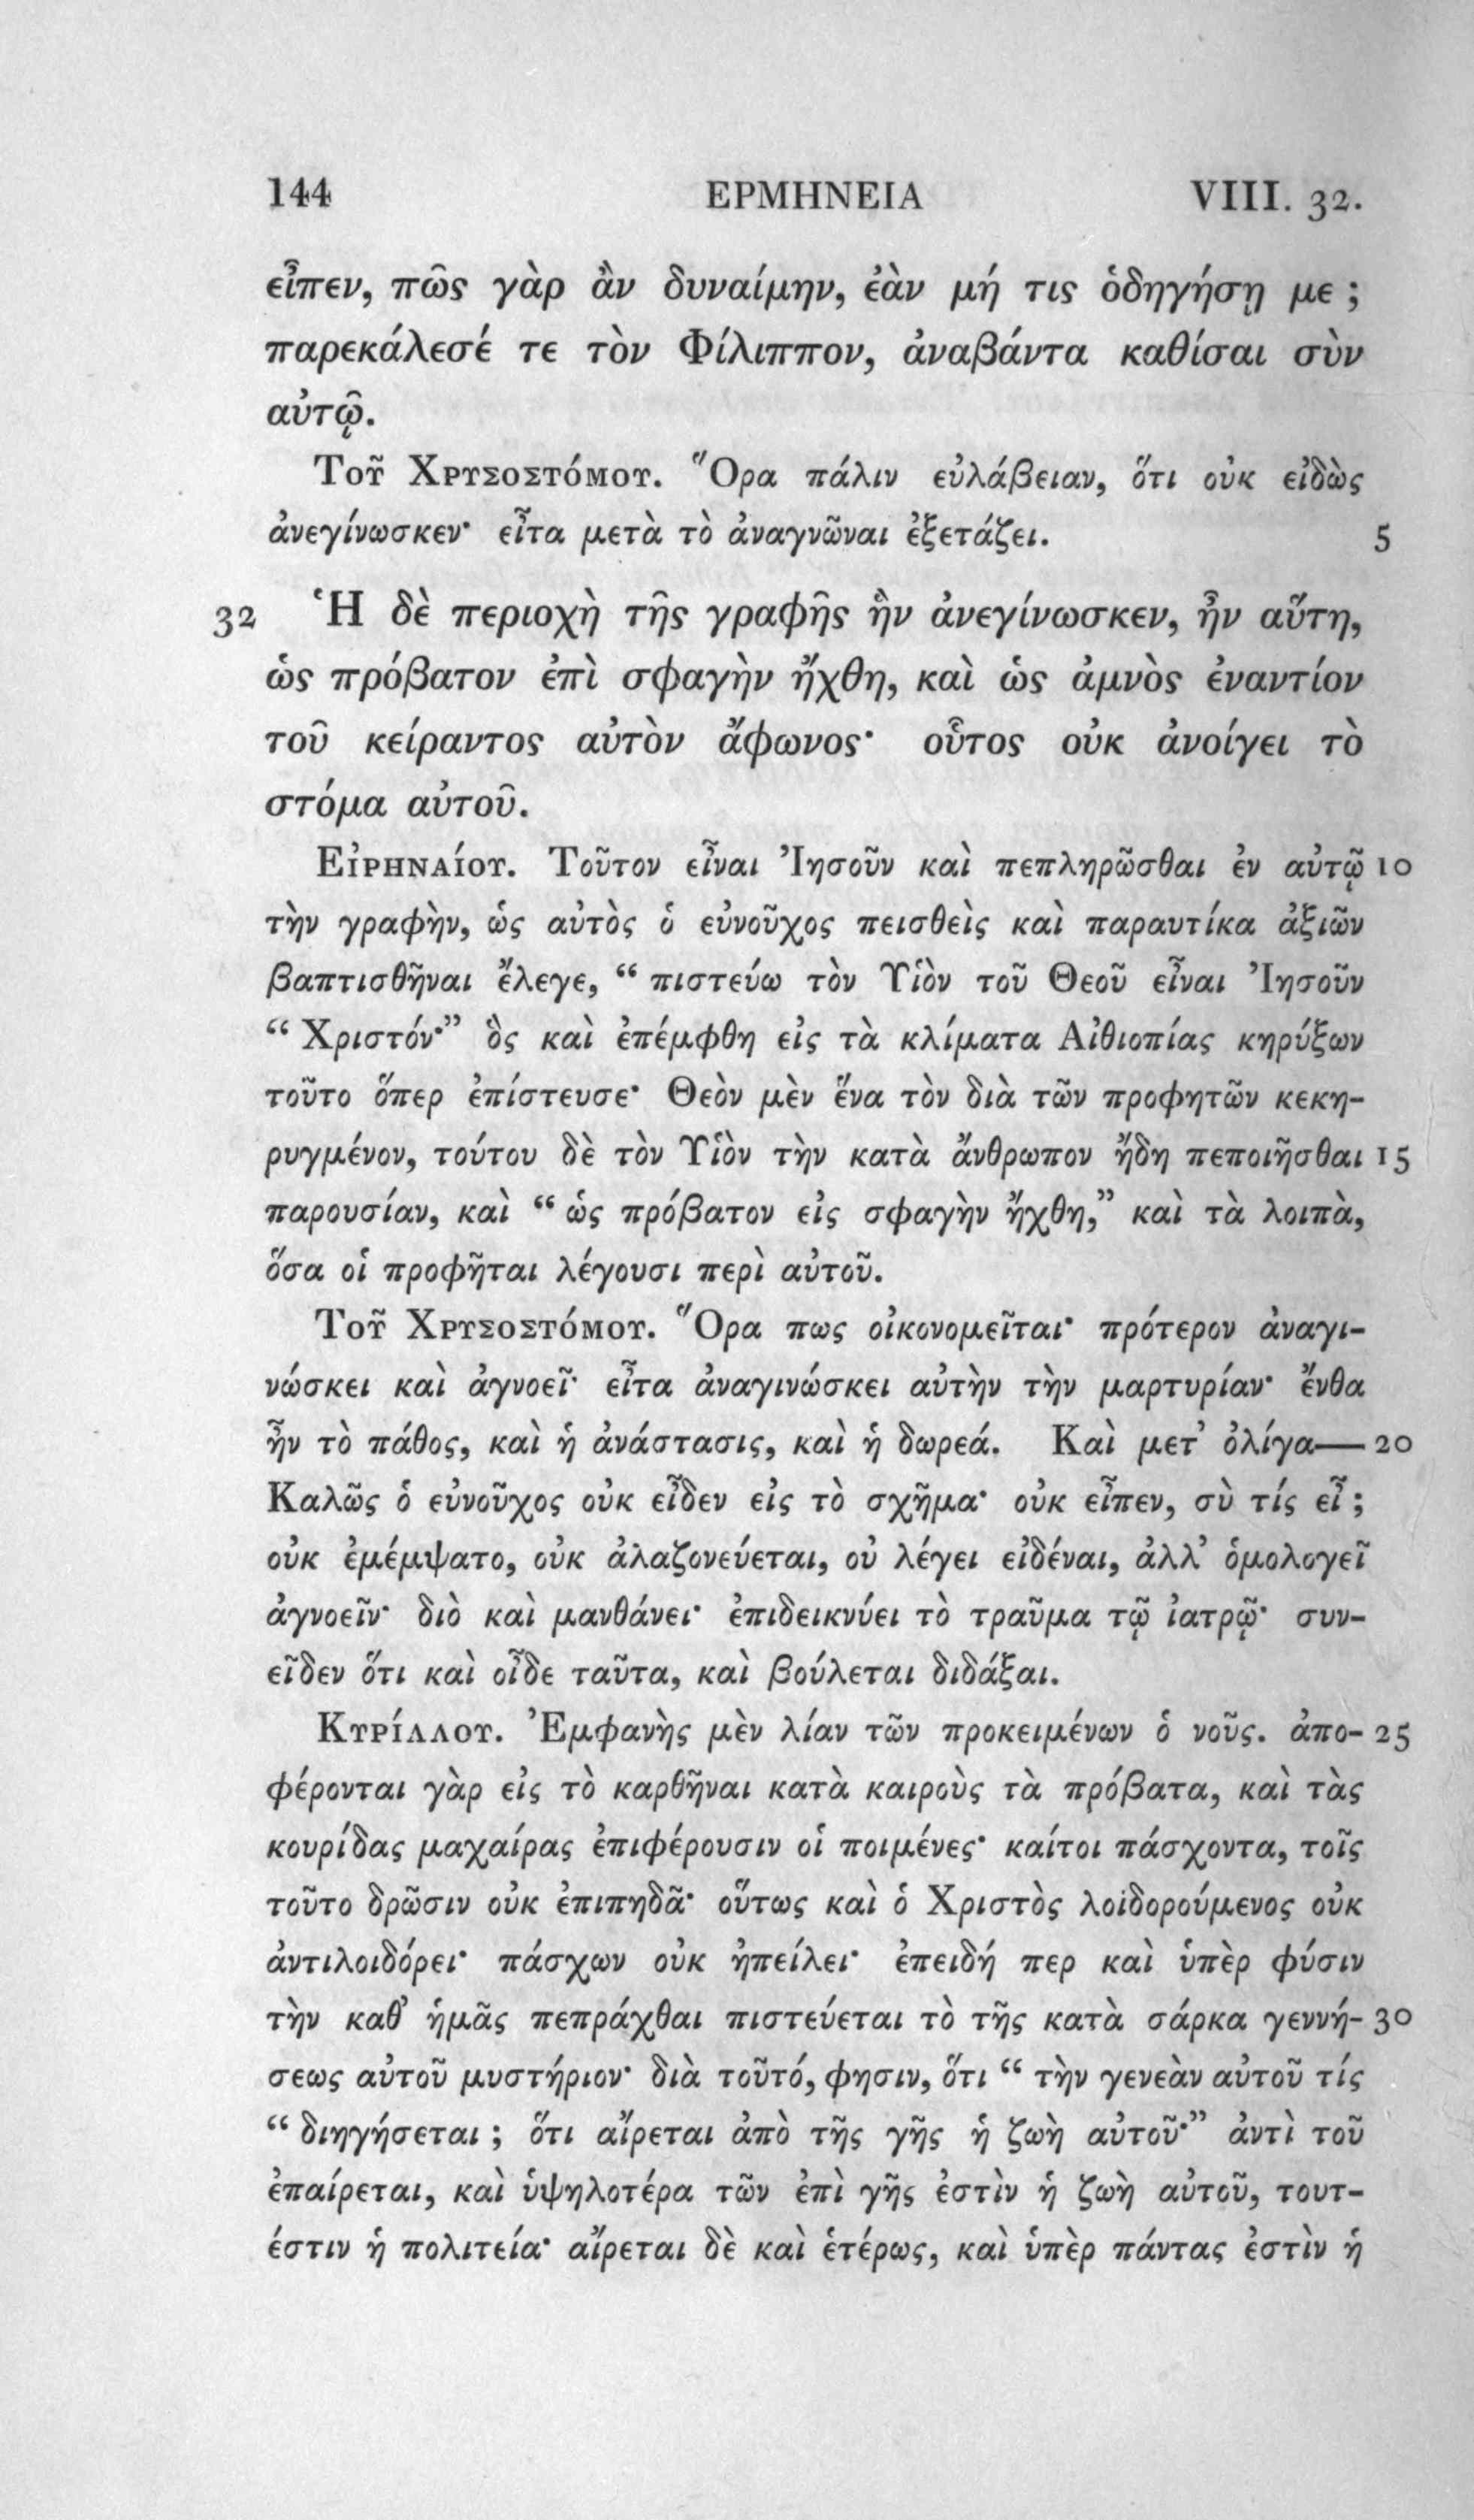 144 ΕΡΜΗΝΕΙΑ VIII. 32.
εἶπεν, πῶς γὰρ ἂν δυναίμην, ἐὰν μή τις ὁδηγήσῃ με ;
παρεκάλεσέ τε τὸν Φίλιππον, ἀναβάντα καθίσαι σὺν
αὐτῷ.
Τοῦ Χρυσοστόμου. Ὅρα πάλιν εὐλάβειαν, ὅτι οὐκ εἰδὼς
ἀνεγίνωσκεν· εἶτα μετὰ τὸ ἀναγνῶναι ἐξετάζει. 5
32 Ἡ δὲ περιοχὴ τῆς γραφῆς ἣν ἀνεγίνωσκεν, ἦν αὕτη,
ὡς πρόβατον ἐπὶ σφαγὴν ἤχθη, καὶ ὡς ἀμνὸς ἐναντίον
τοῦ κείραντος αὐτὸν ἄφωνος· οὗτος οὐκ ἀνοίγει τὸ
στόμα αὐτοῦ.
Εἰρηναίου. Τοῦτον εἶναι Ἰησοῦν καὶ πεπληρῶσθαι ἐν αὐτῷ 10
τὴν γραφὴν, ὡς αὐτὸς ὁ εὐνοῦχος πεισθεὶς καὶ παραυτίκα ἀξιῶν
βαπτισθῆναι ἔλεγε, “ πιστεύω τὸν Υἱὸν τοῦ Θεοῦ εἶναι Ἰησοῦν
“ Χριστόν·” ὃς καὶ ἐπέμφθη εἰς τὰ κλίματα Αἰθιοπίας κηρύξων
τοῦτο ὅπερ ἐπίστευσε· Θεὸν μὲν ἕνα τὸν διὰ τῶν προφητῶν κεκη-
ρυγμένον, τούτου δὲ τὸν Υἱὸν τὴν κατὰ ἄνθρωπον ἤδη πεποιῆσθαι 15
παρουσίαν, καὶ “ ὡς πρόβατον εἰς σφαγὴν ἤχθη,” καὶ τὰ λοιπὰ,
ὅσα οἱ προφῆται λέγουσι περὶ αὐτοῦ.
Τοῦ Χρυσοστόμου. Ὅρα πως οἰκονομεῖται· πρότερον ἀναγι-
νώσκει καὶ ἀγνοεῖ· εἶτα ἀναγινώσκει αὐτὴν τὴν μαρτυρίαν· ἔνθα
ἦν τὸ πάθος, καὶ ἡ ἀνάστασις, καὶ ἡ δωρεά. Καὶ μετ’ ὀλίγα— 20
Καλῶς ὁ εὐνοῦχος οὐκ εἶδεν εἰς τὸ σχῆμα· οὐκ εἶπεν, σὺ τίς εἶ ;
οὐκ ἐμέμψατο, οὐκ ἀλαζονεύεται, οὐ λέγει εἰδέναι, ἀλλ’ ὁμολογεῖ
ἀγνοεῖν· διὸ καὶ μανθάνει· ἐπιδεικνύει τὸ τραῦμα τῷ ἰατρῷ· συν-
εῖδεν ὅτι καὶ οἶδε ταῦτα, καὶ βούλεται διδάξαι.
Κυρίλλου. Ἐμφανὴς μὲν λίαν τῶν προκειμένων ὁ νοῦς. ἀπο- 25
φέρονται γὰρ εἰς τὸ καρθῆναι κατὰ καιροὺς τὰ πρόβατα, καὶ τὰς
κουρίδας μαχαίρας ἐπιφέρουσιν οἱ ποιμένες· καίτοι πάσχοντα, τοῖς
τοῦτο δρῶσιν οὐκ ἐπιπηδᾶ· οὕτως καὶ ὁ Χριστὸς λοιδορούμενος οὐκ
ἀντιλοιδόρει· πάσχων οὐκ ἠπείλει· ἐπειδή περ καὶ ὑπὲρ φύσιν
τὴν καθ’ ἡμᾶς πεπράχθαι πιστεύεται τὸ τῆς κατὰ σάρκα γεννή- 30
σεως αὐτοῦ μυστήριον· διὰ τοῦτό, φησιν, ὅτι “ τὴν γενεὰν αὐτοῦ τίς
“ διηγήσεται ; ὅτι αἴρεται ἀπὸ τῆς γῆς ἡ ζωὴ αὐτοῦ·” ἀντὶ τοῦ
ἐπαίρεται, καὶ ὑψηλοτέρα τῶν ἐπὶ γῆς ἐστὶν ἡ ζωὴ αὐτοῦ, τουτ-
έστιν ἡ πολιτεία· αἴρεται δὲ καὶ ἑτέρως, καὶ ὑπὲρ πάντας ἐστὶν ἡ